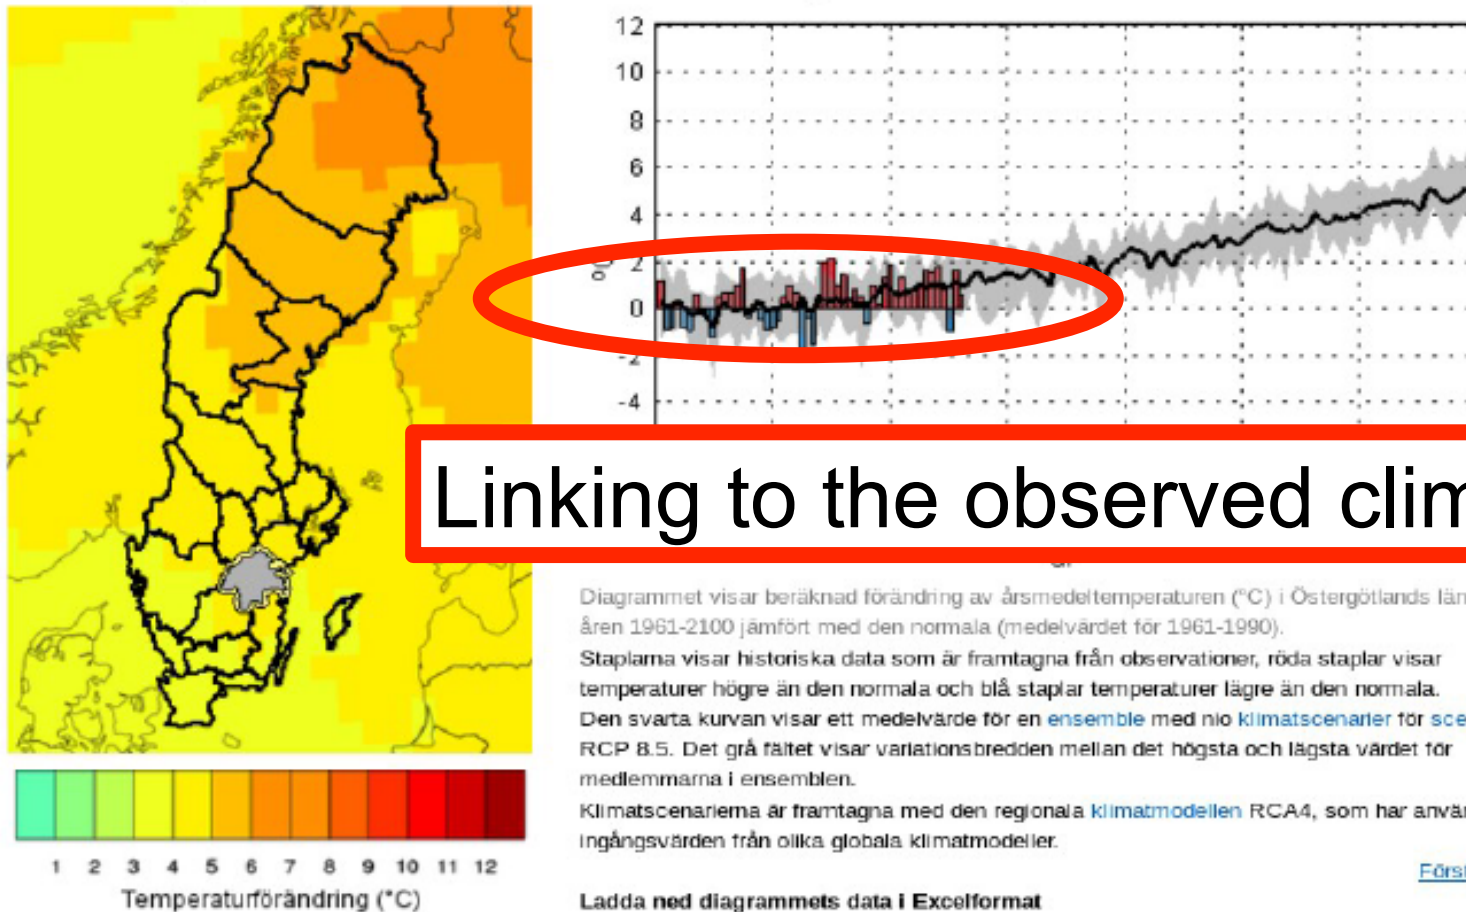 12
10
8
6
4
2
0
-2
-4
Linking to the observed clim
Diagrammet visar beräknad förändring av årsmedeltemperaturen (°C) i Östergötlands län
åren 1961-2100 jämfört med den normala (medelvärdet för 1961-1990).
Staplarna visar historiska data som är framtagna från observationer, röda staplar visar
temperaturer högre än den normala och blå staplar temperaturer lägre än den normala.
Den svarta kurvan visar ett medelvärde för en ensemble med nio klimatscenarier för sce
RCP 8.5. Det grå fältet visar variationsbredden mellan det högsta och lägsta värdet för
medlemmarna i ensemblen.
Klimatscenarierna är framtagna med den regionala klimatmodellen RCA4, som har använ
ingångsvärden från olika globala klimatmodeller.
Först
Ladda ned diagrammets data i Excelformat
1 2 3 4 5 6 7 8 9 10 11 12
Temperaturförändring (°C)